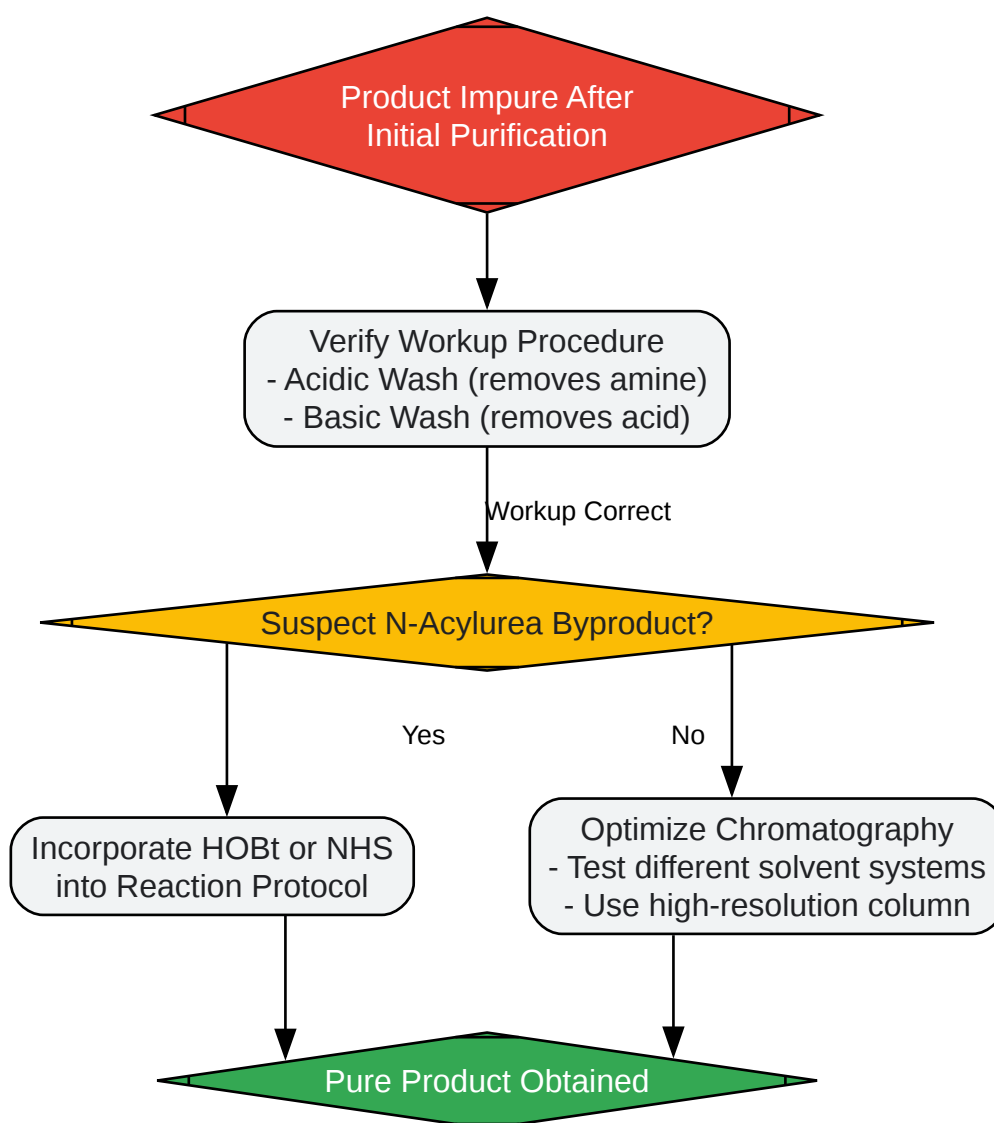 Product Impure After
Initial Purification
Verify Workup Procedure
- Acidic Wash (removes amine)
- Basic Wash (removes acid)
Workup Correct
Suspect N-Acylurea Byproduct?
Yes
No
Incorporate HOBt or NHS
into Reaction Protocol
Optimize Chromatography
- Test different solvent systems
- Use high-resolution column
Pure Product Obtained